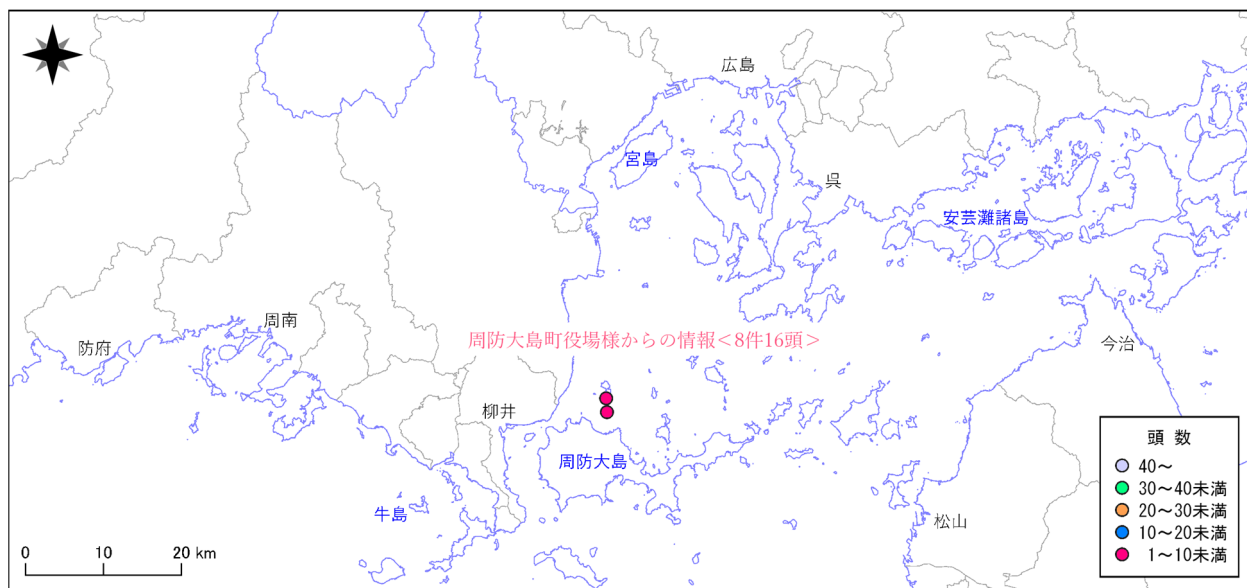 広島
宮島
呉
安芸灘諸島
周南
防府
周防大島町役場様からの情報＜8件16頭＞
今治
柳井
周防大島
牛島
松山
0 10 20 km
頭 数
40～
30～40未満
20～30未満
10～20未満
1～10未満